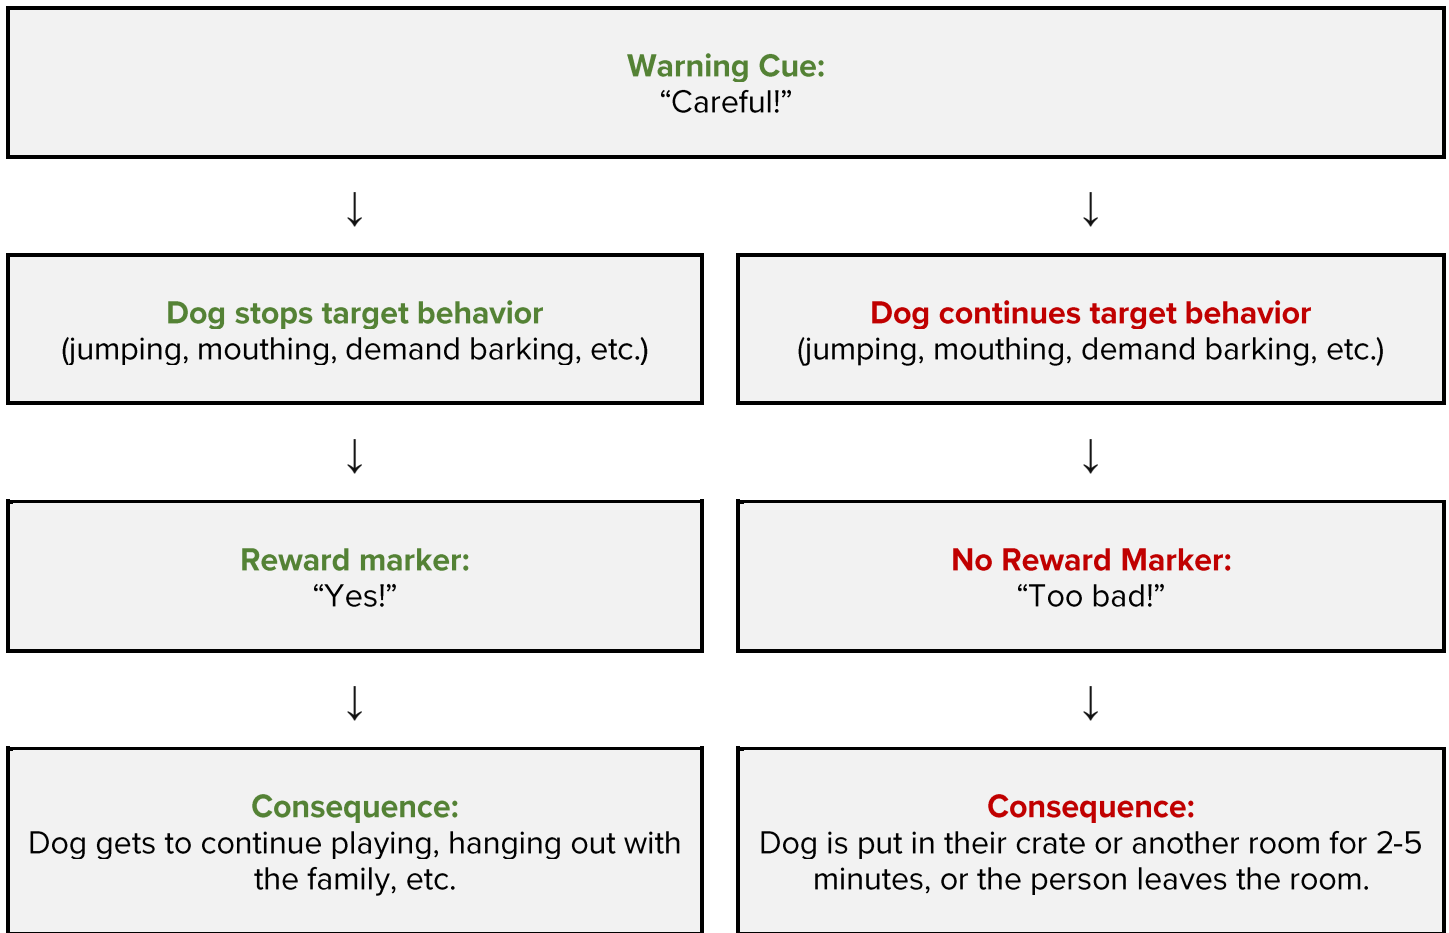 Warning Cue:
“Careful!”
↓
↓
Dog stops target behavior
(jumping, mouthing, demand barking, etc.)
Dog continues target behavior
(jumping, mouthing, demand barking, etc.)
↓
↓
Reward marker:
“Yes!”
No Reward Marker:
“Too bad!”
↓
↓
Consequence:
Dog gets to continue playing, hanging out with
the family, etc.
Consequence:
Dog is put in their crate or another room for 2-5
minutes, or the person leaves the room.